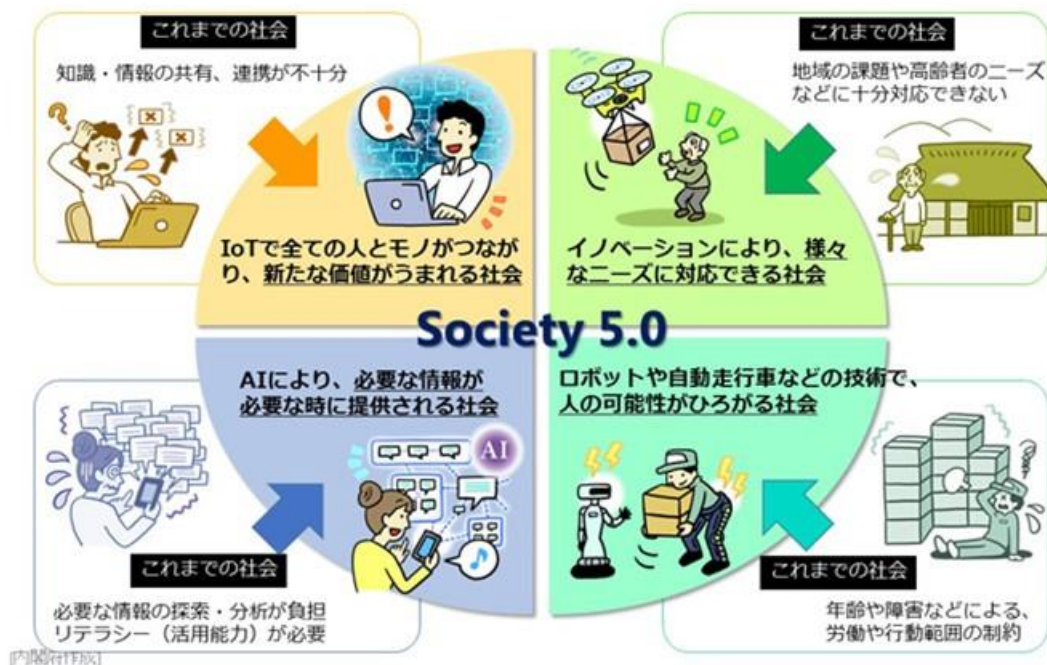 これまでの社会
知識・情報の共有、連携が不十分
IoTで全ての人とモノがつなが
り、新たな価値がうまれる社会
これまでの社会
地域の課題や高齢者のニーズ
などに十分対応できない
イノベーションにより、様々
なニーズに対応できる社会
Society 5.0
AIにより、必要な情報が
必要な時に提供される社会
AI
これまでの社会
必要な情報の探索・分析が負担
リテラシー（活用能力）が必要
ロボットや自動走行車などの技術で、
人の可能性がひろがる社会
これまでの社会
年齢や障害などによる、
労働や行動範囲の制約
[内閣府作成]